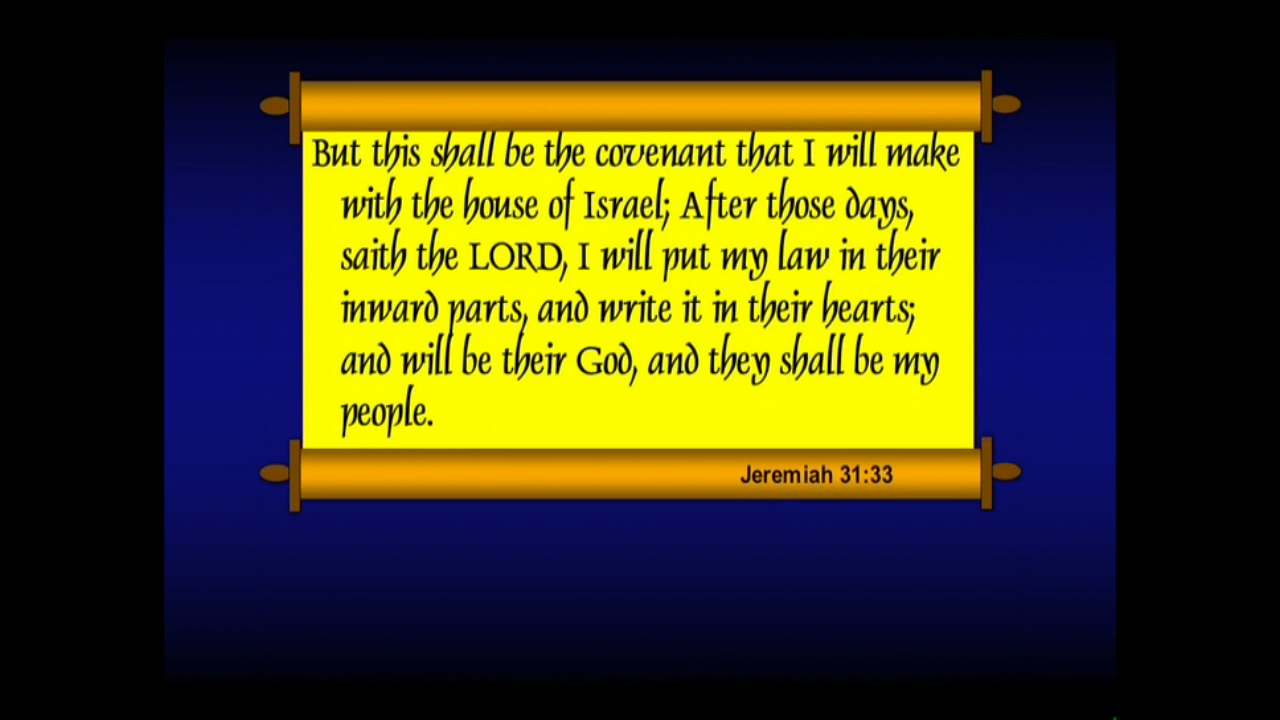 But this shall be the covenant that I will make
with the house of Israel; After those days,
saith the LORD, I will put my law in their
inward parts, and write it in their hearts;
and will be their God, and they shall be my
people.
Jeremiah 31:33